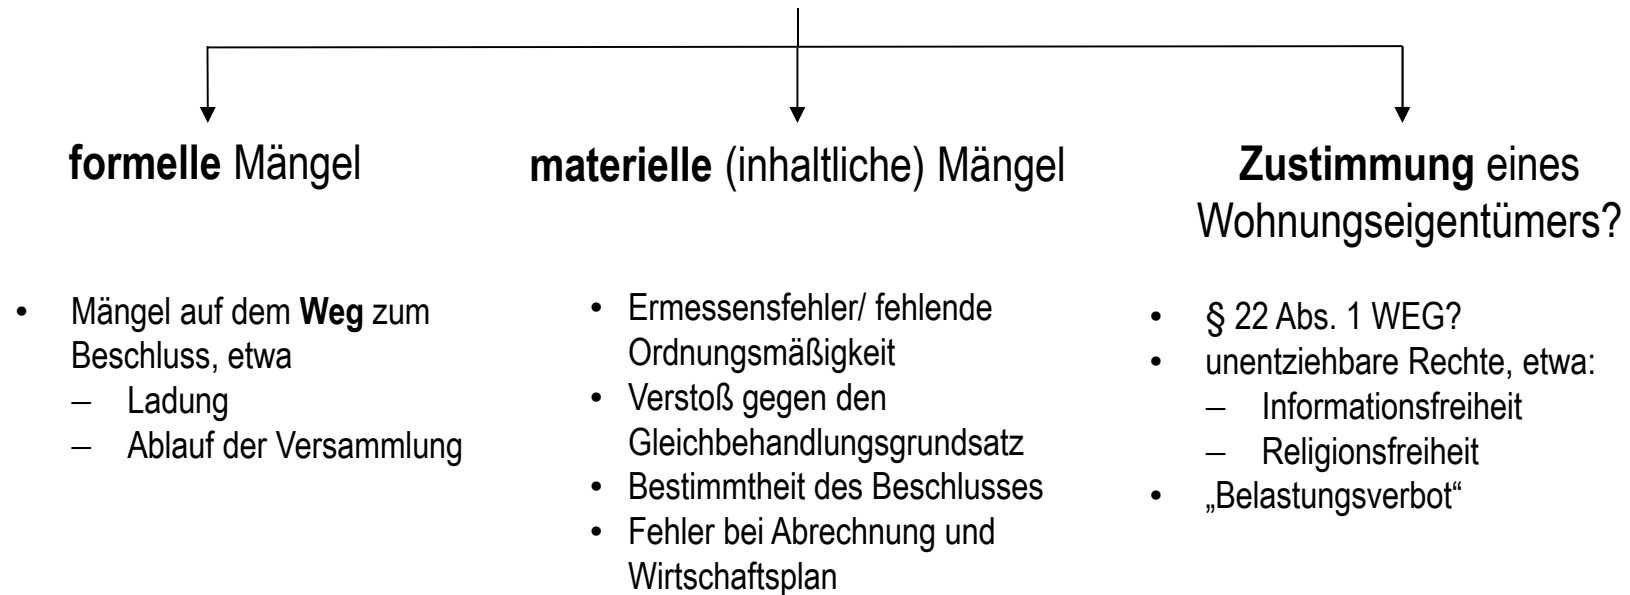 formelle Mängel
• Mängel auf dem Weg zum
Beschluss, etwa
– Ladung
– Ablauf der Versammlung
materielle (inhaltliche) Mängel
• Ermessensfehler/ fehlende
Ordnungsmäßigkeit
• Verstoß gegen den
Gleichbehandlungsgrundsatz
• Bestimmtheit des Beschlusses
• Fehler bei Abrechnung und
Wirtschaftsplan
Zustimmung eines
Wohnungseigentümers?
• § 22 Abs. 1 WEG?
• unentziehbare Rechte, etwa:
– Informationsfreiheit
– Religionsfreiheit
• „Belastungsverbot“